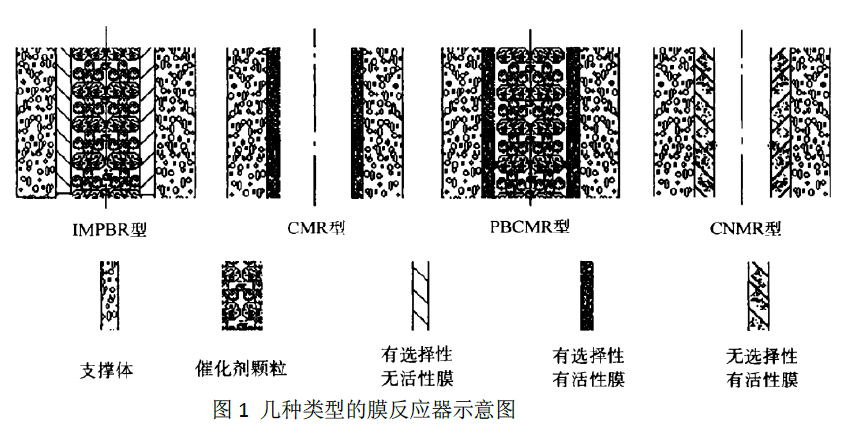 IMPBR型
CMR型
PBCMR型
CNMR型
支撑体
催化剂颗粒
有选择性
无活性膜
有选择性
有活性膜
无选择性
有活性膜
图 1 几种类型的膜反应器示意图